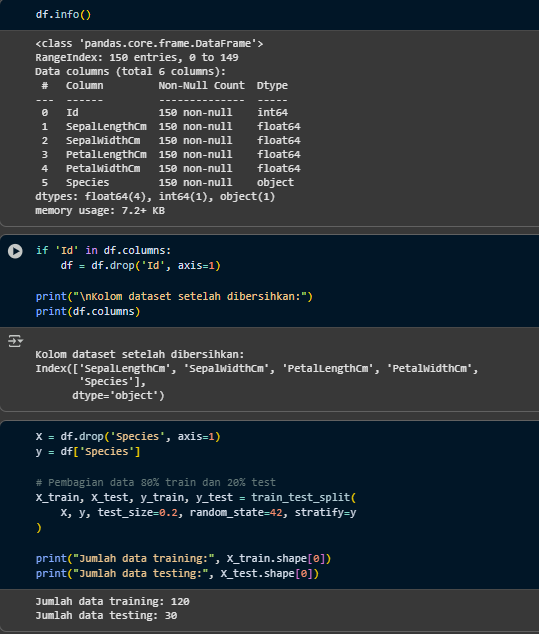 df.info()
<class 'pandas.core.frame.DataFrame'>
RangeIndex: 150 entries, 0 to 149
Data columns (total 6 columns):
 #   Column         Non-Null Count  Dtype
---  ------         --------------  -----
 0   Id             150 non-null    int64
 1   SepalLengthCm  150 non-null    float64
 2   SepalWidthCm   150 non-null    float64
 3   PetalLengthCm  150 non-null    float64
 4   PetalWidthCm   150 non-null    float64
 5   Species        150 non-null    object
dtypes: float64(4), int64(1), object(1)
memory usage: 7.2+ KB
if 'Id' in df.columns:
    df = df.drop('Id', axis=1)
print("\nKolom dataset setelah dibersihkan:")
print(df.columns)
Kolom dataset setelah dibersihkan:
Index(['SepalLengthCm', 'SepalWidthCm', 'PetalLengthCm', 'PetalWidthCm',
       'Species'],
      dtype='object')
X = df.drop('Species', axis=1)
y = df['Species']
# Pembagian data 80% train dan 20% test
X_train, X_test, y_train, y_test = train_test_split(
    X, y, test_size=0.2, random_state=42, stratify=y
)
print("Jumlah data training:", X_train.shape[0])
print("Jumlah data testing:", X_test.shape[0])
Jumlah data training: 120
Jumlah data testing: 30